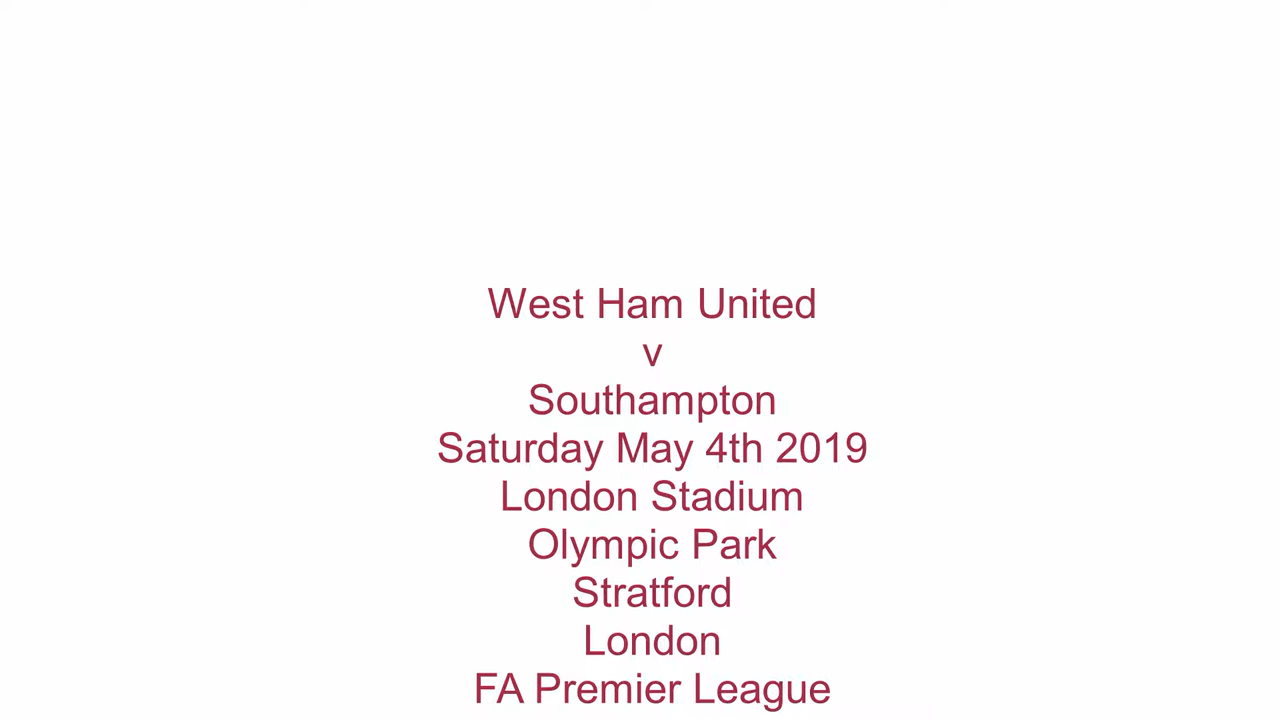 West Ham United
v
Southampton
Saturday May 4th 2019
London Stadium
Olympic Park
Stratford
London
FA Premier League